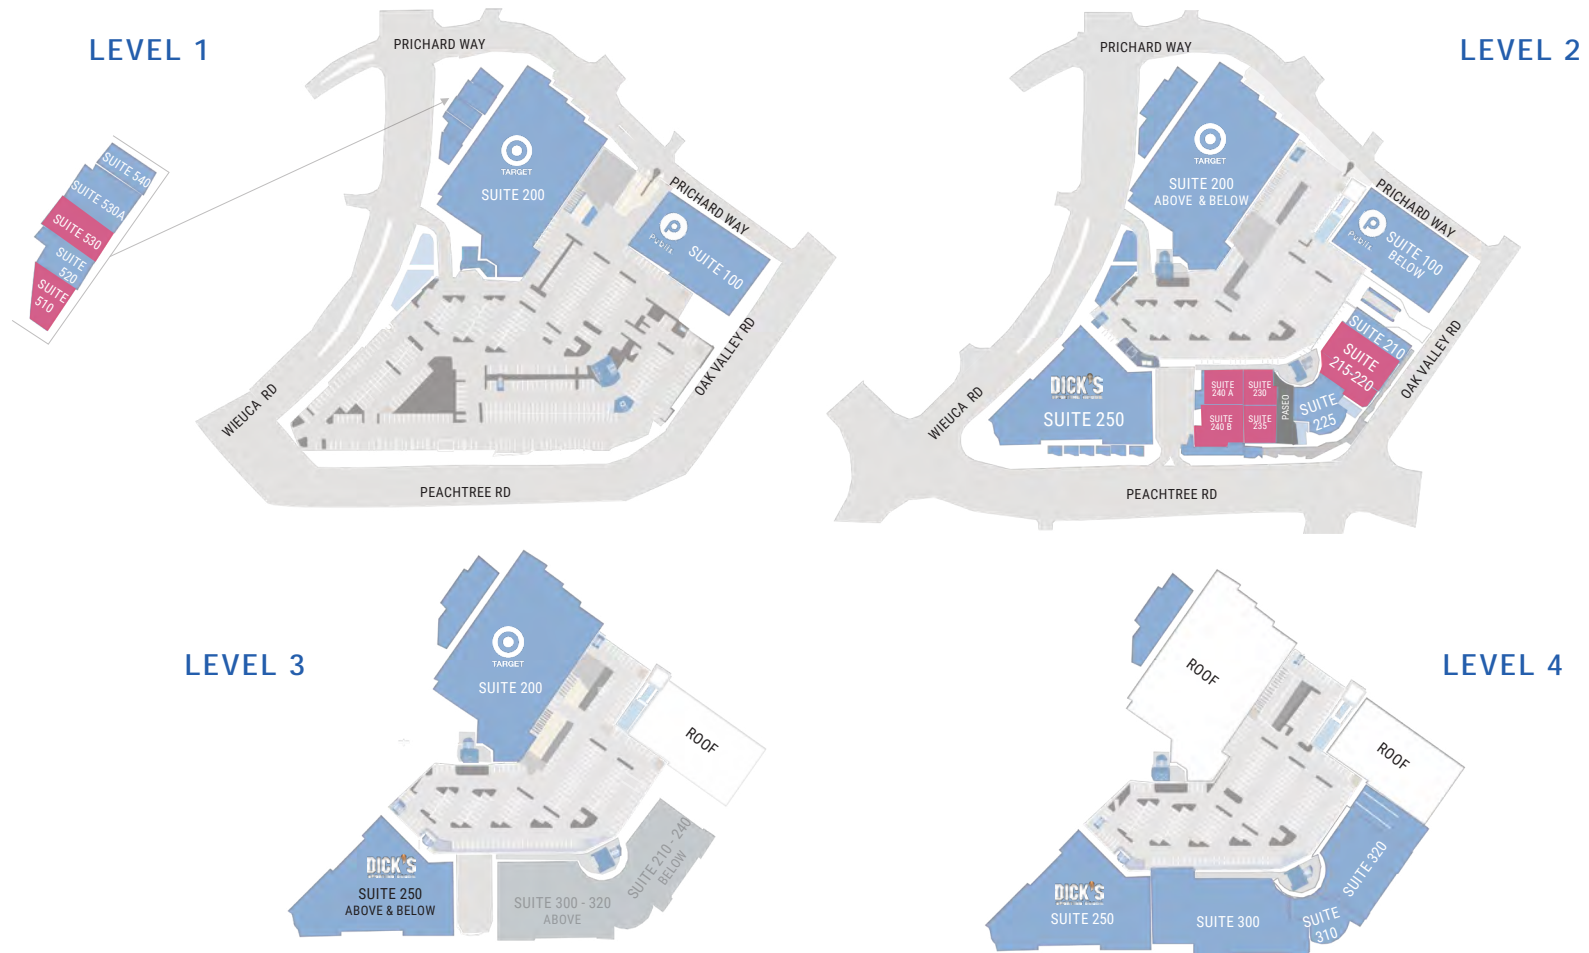 LEVEL 1
PRICHARD WAY
SUITE 540
SUITE 530A
SUITE 530
SUITE
520
SUITE
510
TARGET
SUITE 200
PRICHARD WAY
Publix
SUITE 100
OAK VALLEY RD
WIEUCA RD
PEACHTREE RD
LEVEL 2
PRICHARD WAY
TARGET
SUITE 200
ABOVE & BELOW
PRICHARD WAY
Publix
SUITE 100
BELOW
SUITE 210
SUITE
215-220
OAK VALLEY RD
DICK'S
SUITE 250
SUITE
240 A
SUITE
230
SUITE
240 B
SUITE
235
PASEO
SUITE
225
WIEUCA RD
PEACHTREE RD
LEVEL 3
TARGET
SUITE 200
ROOF
DICK'S
SUITE 250
ABOVE & BELOW
SUITE 300 - 320
ABOVE
SUITE 210 - 240
BELOW
LEVEL 4
ROOF
ROOF
DICK'S
SUITE 250
SUITE 300
SUITE
310
SUITE 320